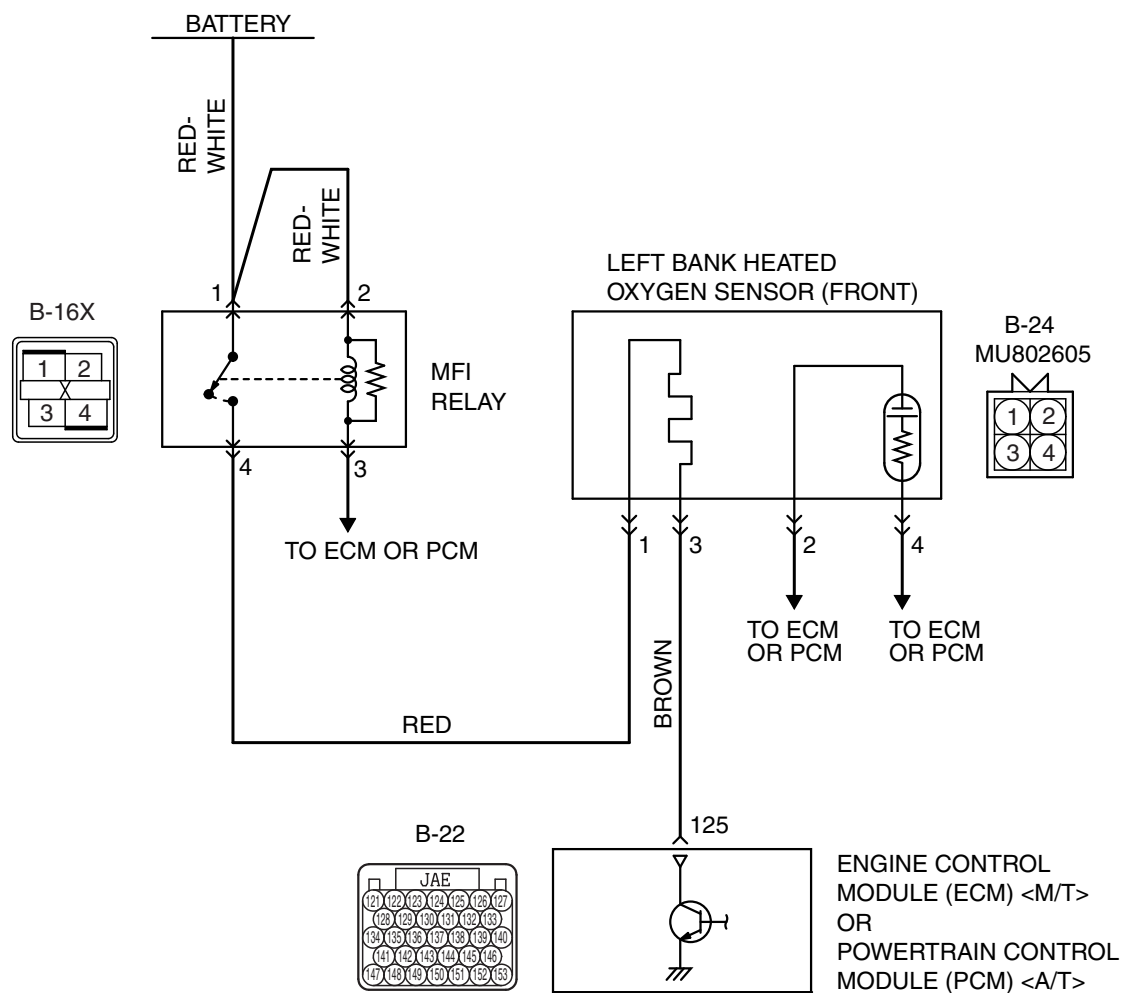 BATTERY
RED-
WHITE
RED-
WHITE
1
2
B-16X
1 2
3 4
MFI
RELAY
4
3
TO ECM OR PCM
LEFT BANK HEATED
OXYGEN SENSOR (FRONT)
B-24
MU802605
1 2
3 4
1
3
2
4
TO ECM
OR PCM
TO ECM
OR PCM
BROWN
RED
125
B-22
JAE
121 122 123 124 125 126 127
128 129 130 131 132 133
134 135 136 137 138 139 140
141 142 143 144 145 146
147 148 149 150 151 152 153
ENGINE CONTROL
MODULE (ECM) <M/T>
OR
POWERTRAIN CONTROL
MODULE (PCM) <A/T>